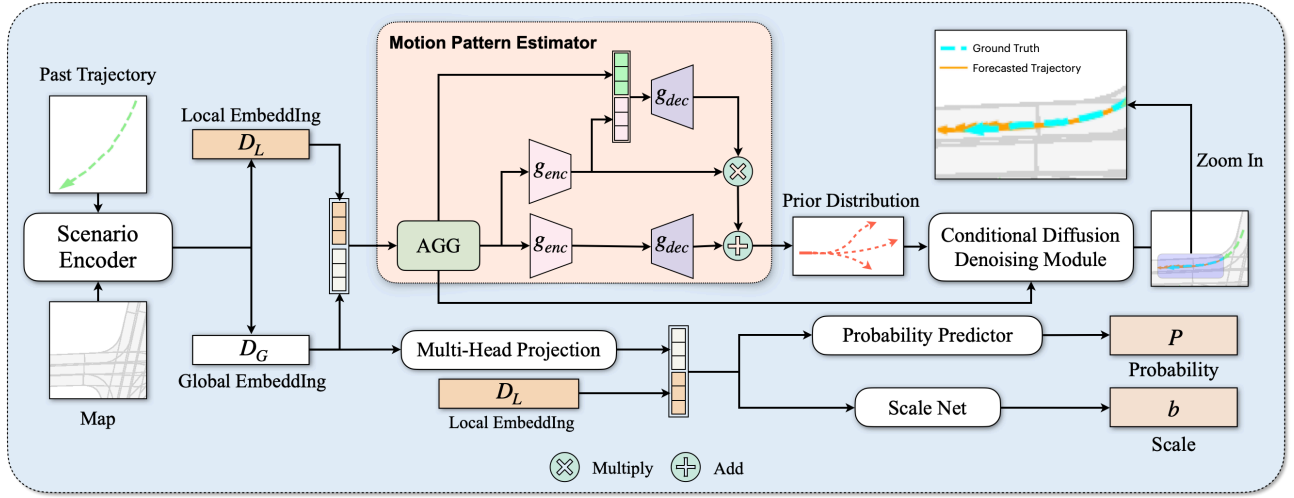 Motion Pattern Estimator
Ground Truth
Forecasted Trajectory
Past Trajectory
Local EmbeddIng
D_L
g_dec
g_enc
Zoom In
Prior Distribution
Scenario
Encoder
AGG
g_enc
g_dec
Conditional Diffusion
Denoising Module
D_G
Global EmbeddIng
Multi-Head Projection
Probability Predictor
P
Probability
D_L
Local EmbeddIng
Scale Net
b
Scale
Map
Multiply
Add